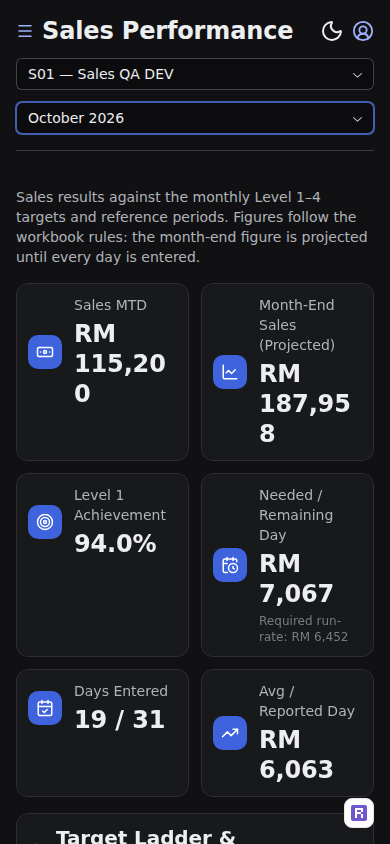 Sales Performance
S01 — Sales QA DEV
October 2026
Sales results against the monthly Level 1–4
targets and reference periods. Figures follow the
workbook rules: the month-end figure is projected
until every day is entered.
Sales MTD
RM
115,20
0
Month-End
Sales
(Projected)
RM
187,95
8
Level 1
Achievement
94.0%
Needed /
Remaining
Day
RM
7,067
Required run-
rate: RM 6,452
Days Entered
19 / 31
Avg /
Reported Day
RM
6,063
Target Ladder &